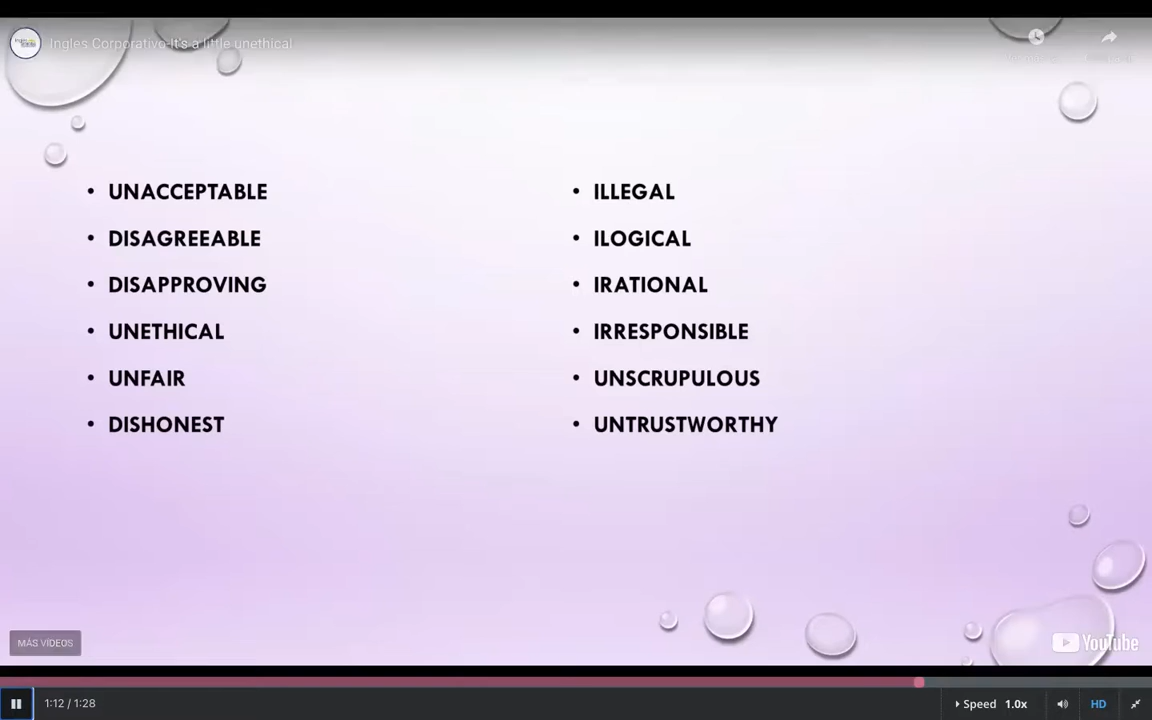 Ingles Corporativo-It's a little unethical
• UNACCEPTABLE
• DISAGREEABLE
• DISAPPROVING
• UNETHICAL
• UNFAIR
• DISHONEST
• ILLEGAL
• ILOGICAL
• IRATIONAL
• IRRESPONSIBLE
• UNSCRUPULOUS
• UNTRUSTWORTHY
MÁS VÍDEOS
YouTube
1:12 / 1:28
Speed 1.0x
HD